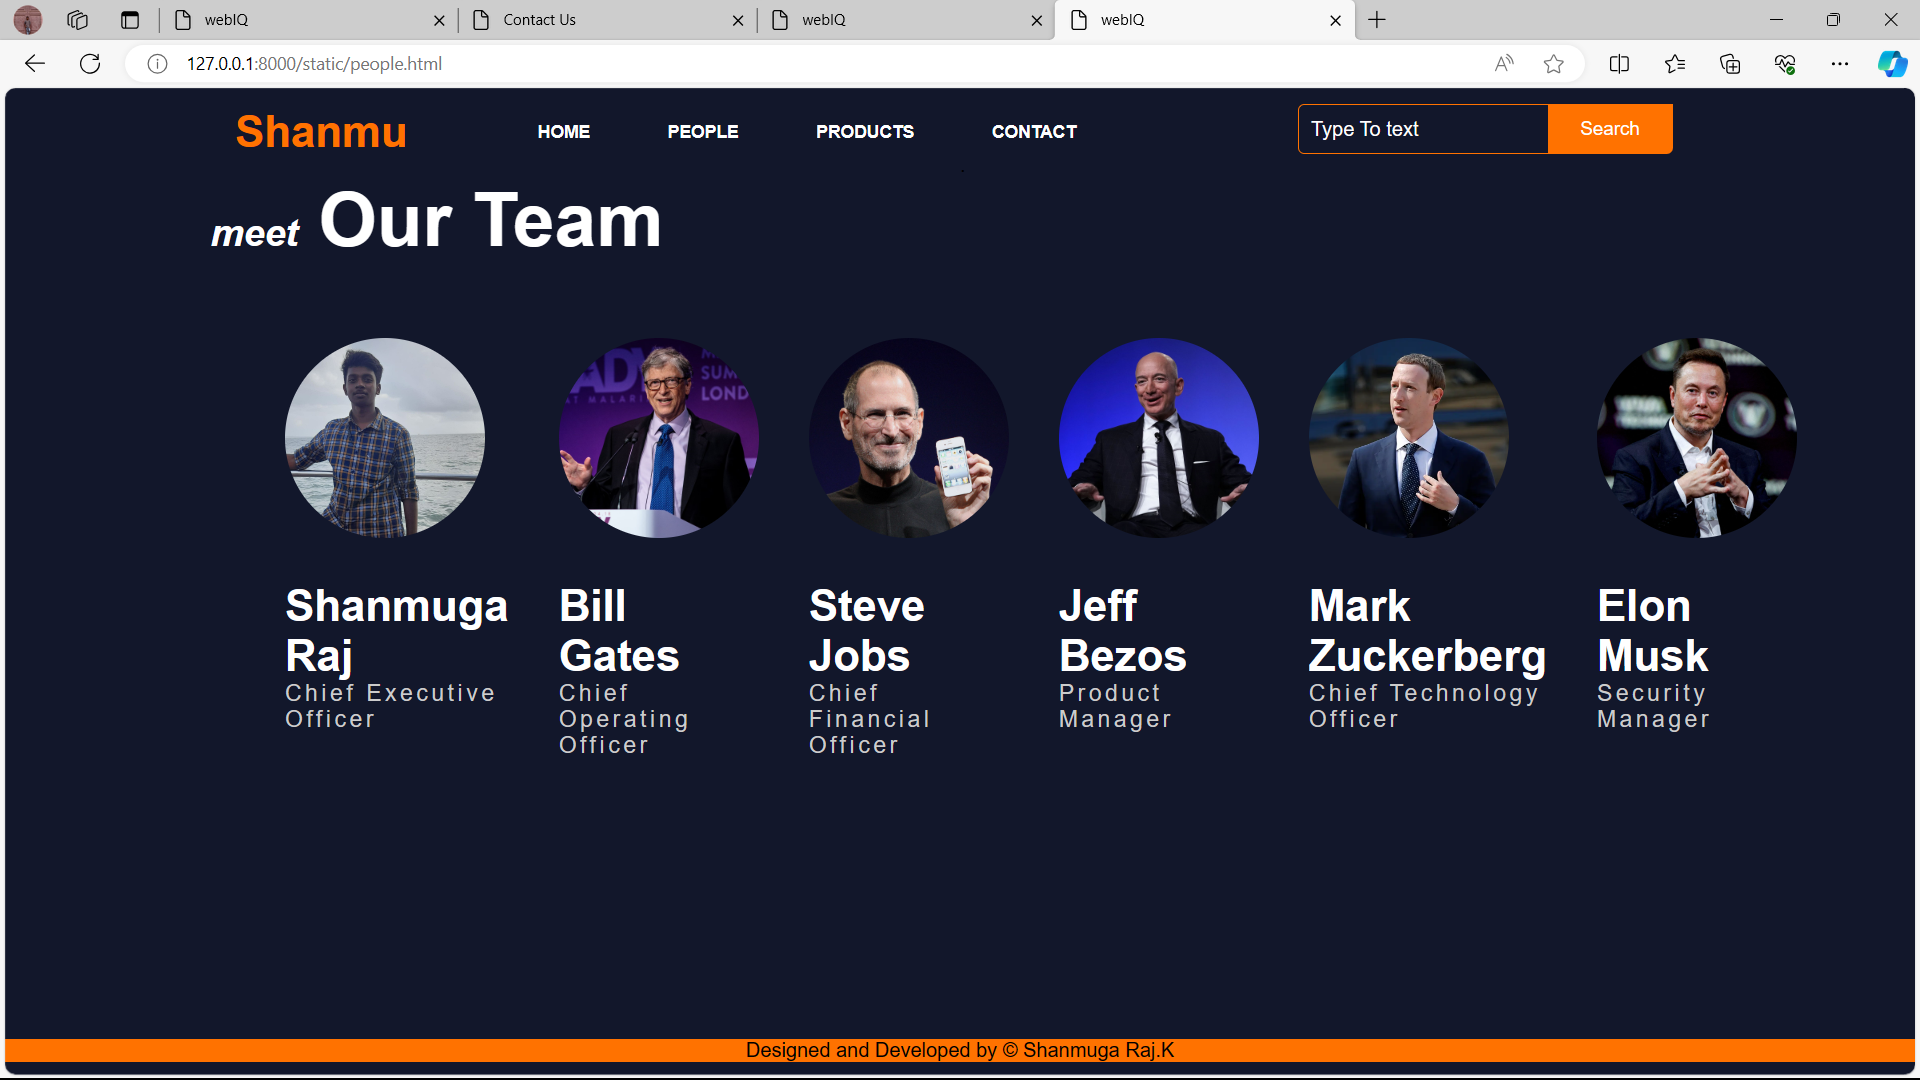 webIQ
Contact Us
webIQ
webIQ
127.0.0.1:8000/static/people.html
Shanmu
HOME
PEOPLE
PRODUCTS
CONTACT
Type To text
Search
meet Our Team
LOND
Shanmuga
Raj
Chief Executive
Officer
Bill
Gates
Chief
Operating
Officer
Steve
Jobs
Chief
Financial
Officer
Jeff
Bezos
Product
Manager
Mark
Zuckerberg
Chief Technology
Officer
Elon
Musk
Security
Manager
Designed and Developed by © Shanmuga Raj.K